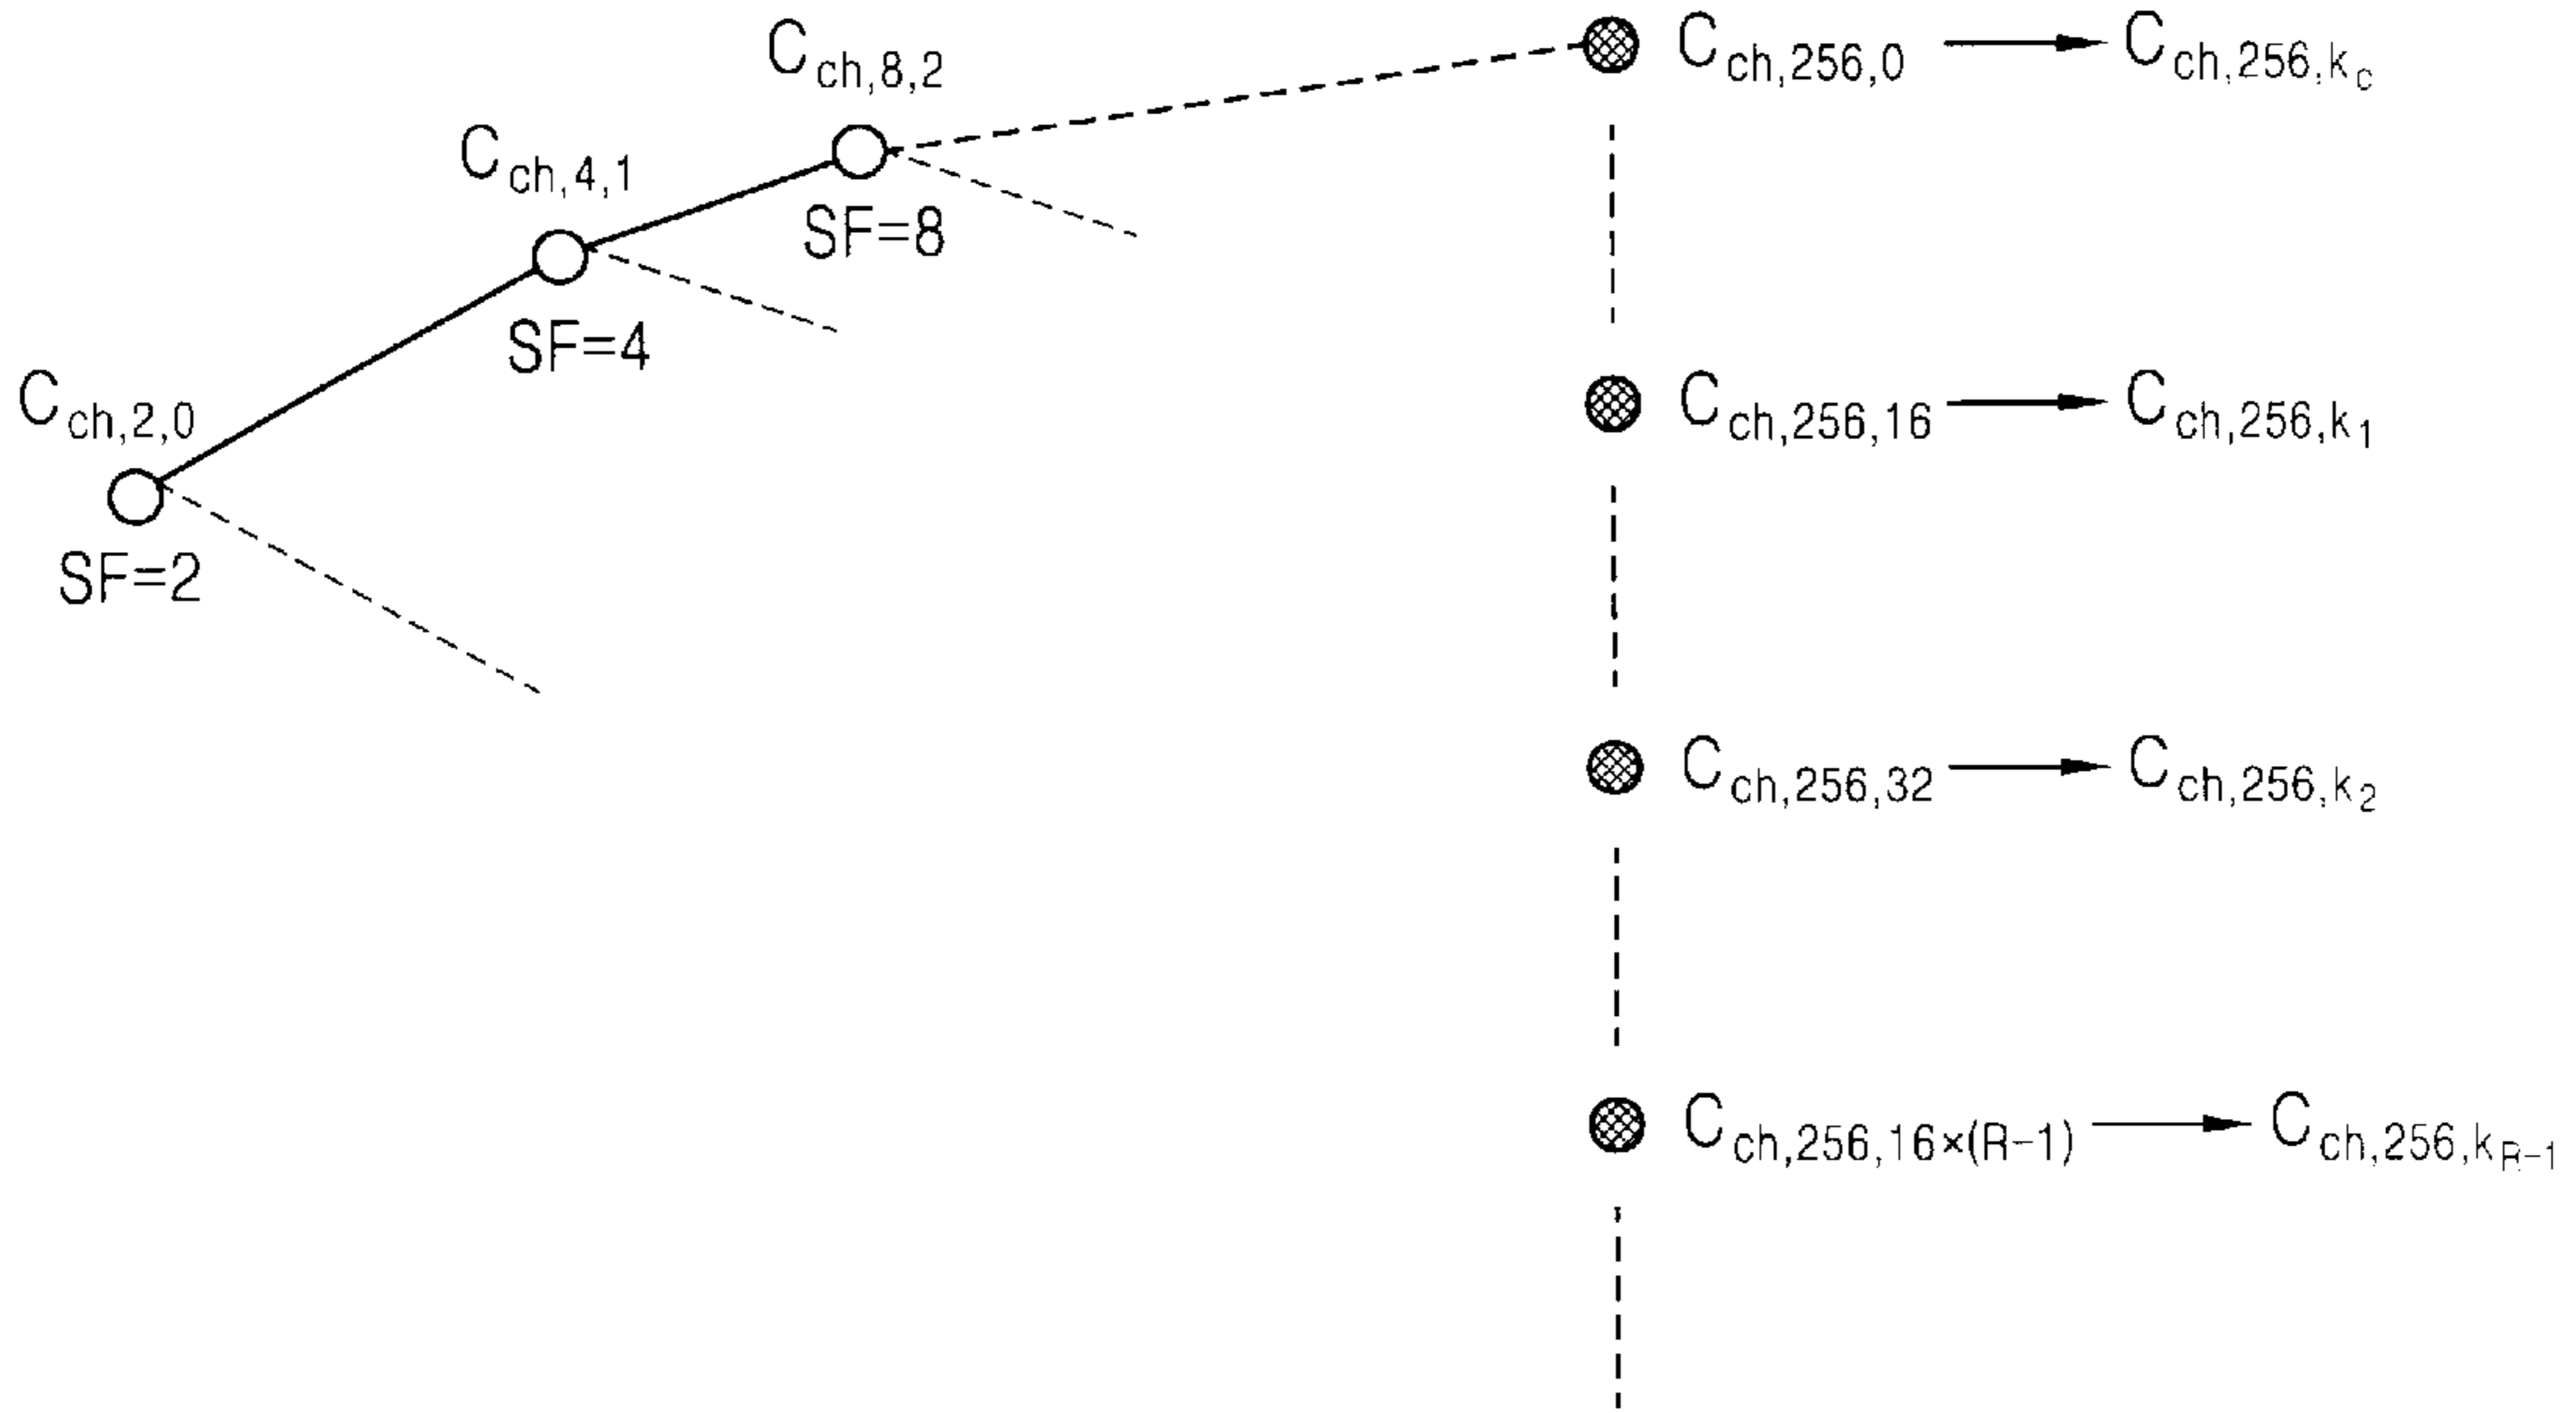 C_ch,8,2
C_ch,256,0 → C_ch,256,k_c
C_ch,4,1
SF=8
SF=4
C_ch,2,0
C_ch,256,16 → C_ch,256,k_1
SF=2
C_ch,256,32 → C_ch,256,k_2
C_ch,256,16×(R-1) → C_ch,256,k_R-1